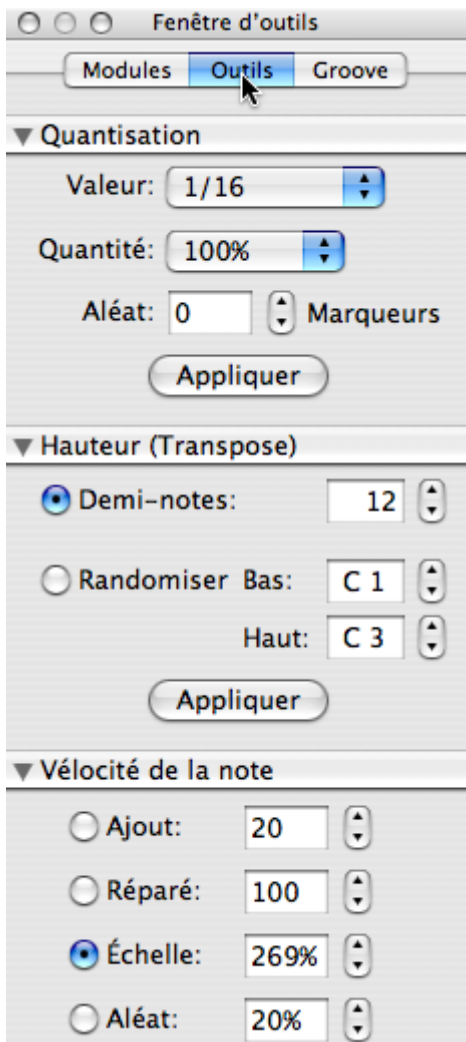 Fenêtre d'outils
Modules Outils Groove
Quantisation
Valeur: 1/16
Quantité: 100%
Aléat: 0 Marqueurs
Appliquer
Hauteur (Transpose)
Demi-notes: 12
Randomiser Bas: C 1
Haut: C 3
Appliquer
Vélocité de la note
Ajout: 20
Réparé: 100
Échelle: 269%
Aléat: 20%